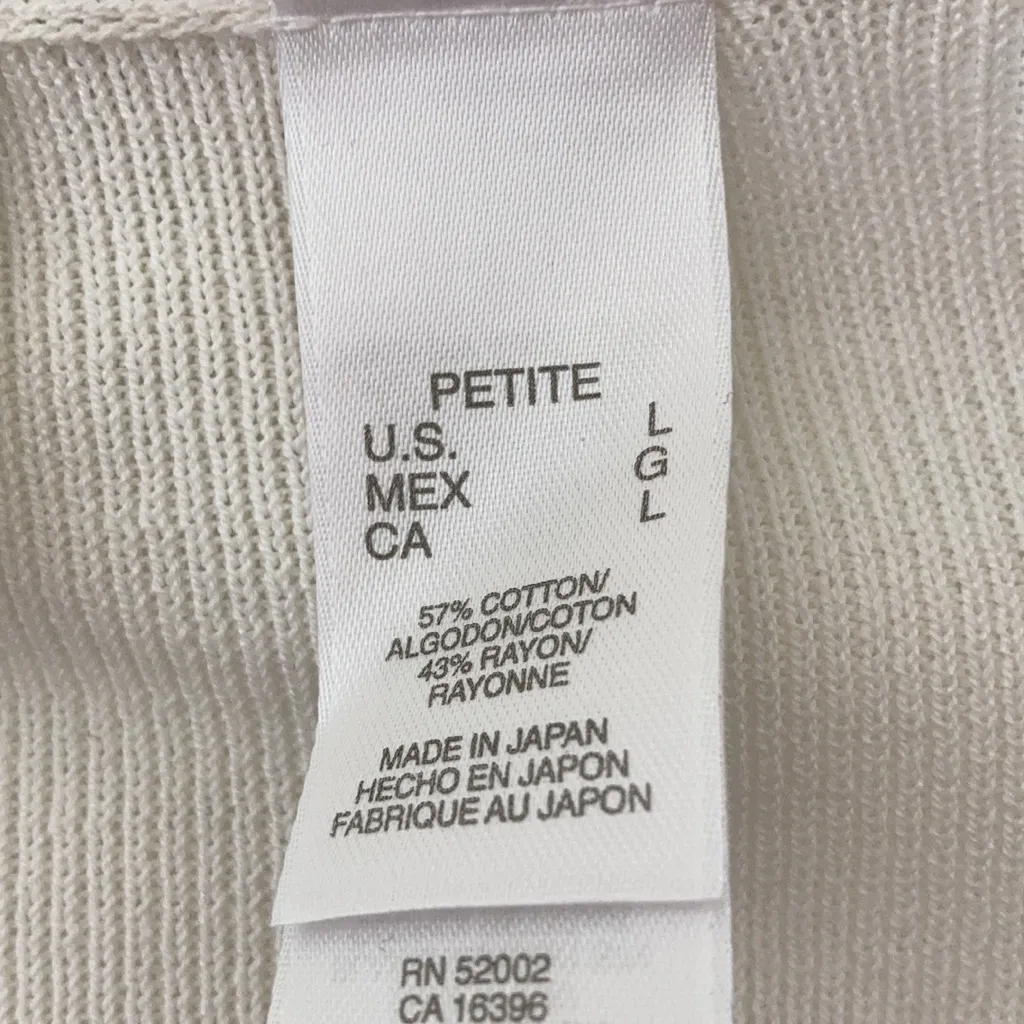 PETITE
U.S. L
MEX G
CA L
57% COTTON/
ALGODON/COTON
43% RAYON/
RAYONNE
MADE IN JAPAN
HECHO EN JAPON
FABRIQUE AU JAPON
RN 52002
CA 16396